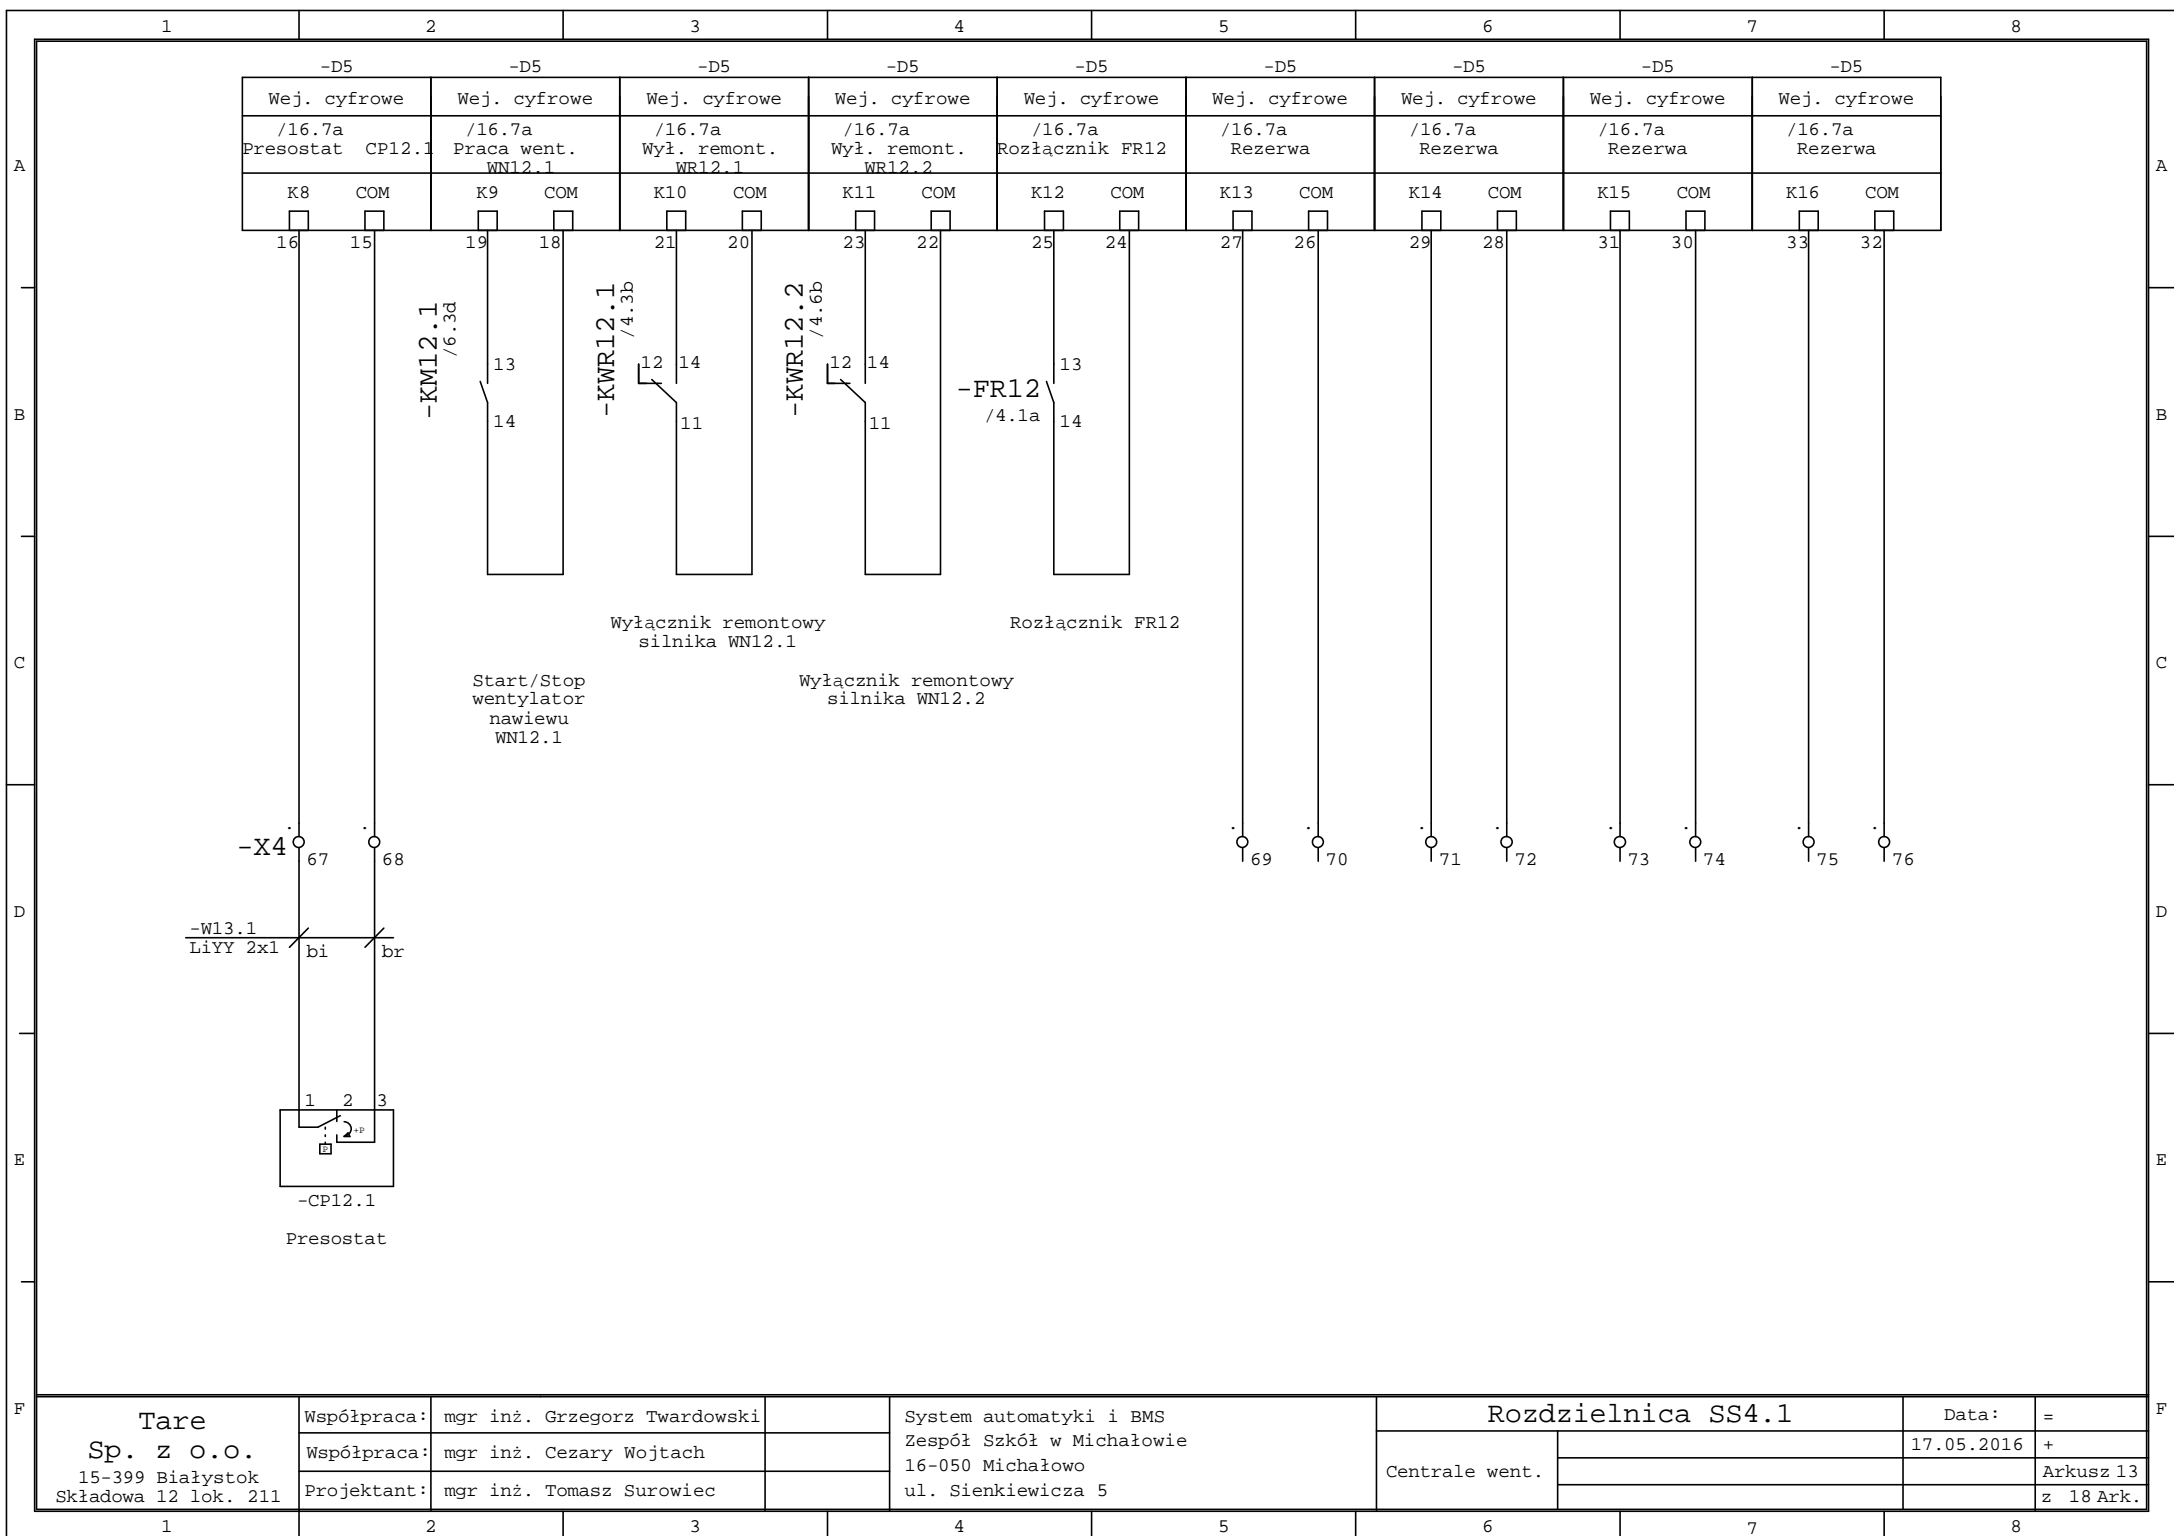 1 2 3 4 5 6 7 8
-D5 -D5 -D5 -D5 -D5 -D5 -D5 -D5 -D5
Wej. cyfrowe Wej. cyfrowe Wej. cyfrowe Wej. cyfrowe Wej. cyfrowe Wej. cyfrowe Wej. cyfrowe Wej. cyfrowe Wej. cyfrowe
/16.7a /16.7a /16.7a /16.7a /16.7a /16.7a /16.7a /16.7a /16.7a
Presostat CP12.1 Praca went. Wył. remont. Wył. remont. Rozłącznik FR12 Rezerwa Rezerwa Rezerwa Rezerwa
WN12.1 WR12.1 WR12.2
A A
K8 COM K9 COM K10 COM K11 COM K12 COM K13 COM K14 COM K15 COM K16 COM
16 15 19 18 21 20 23 22 25 24 27 26 29 28 31 30 33 32
-KM12.1
/6.3d
-KWR12.1
/4.3b
-KWR12.2
/4.6b
13 12 14 12 14 13
-FR12
/4.1a
14 11 11 14
B B
Wyłącznik remontowy
silnika WN12.1
Rozłącznik FR12
C C
Start/Stop
wentylator
nawiewu
WN12.1
Wyłącznik remontowy
silnika WN12.2
-X4 67 68 69 70 71 72 73 74 75 76
D D
-W13.1
LiYY 2x1 bi br
1 2 3
+P
P
E E
-CP12.1
Presostat
F F
Tare
Sp. z o.o.
15-399 Białystok
Składowa 12 lok. 211
Współpraca: mgr inż. Grzegorz Twardowski
Współpraca: mgr inż. Cezary Wojtach
Projektant: mgr inż. Tomasz Surowiec
System automatyki i BMS
Zespół Szkół w Michałowie
16-050 Michałowo
ul. Sienkiewicza 5
Rozdzielnica SS4.1
Centrale went.
Data: =
17.05.2016 +
Arkusz 13
z 18 Ark.
1 2 3 4 5 6 7 8